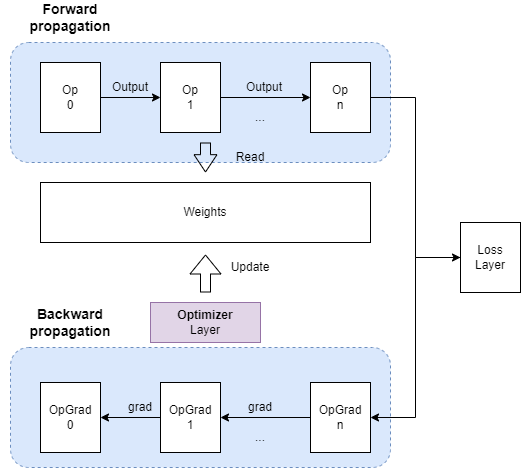 Forward
propagation
Op
0
Output
Op
1
Output
...
Op
n
Read
Weights
Loss
Layer
Update
Optimizer
Layer
Backward
propagation
OpGrad
0
grad
OpGrad
1
grad
...
OpGrad
n